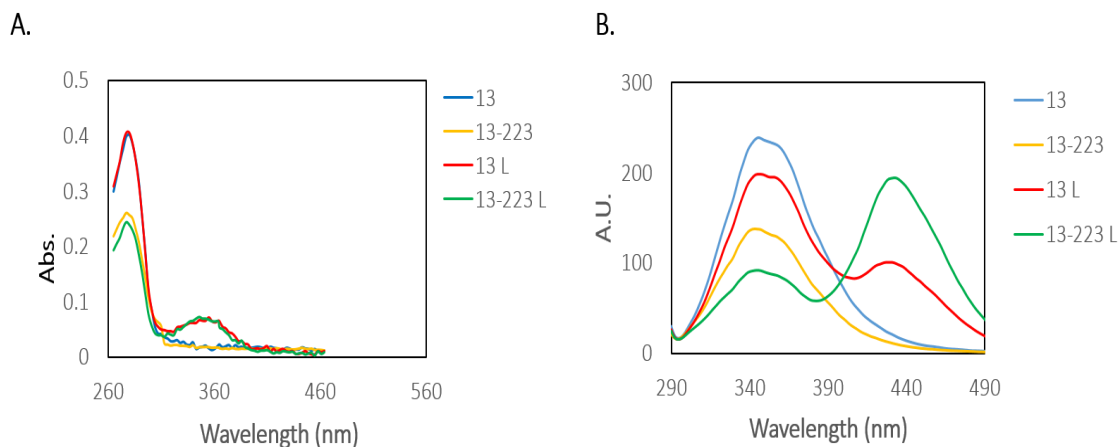 A.
0.5
0.4
0.3
0.2
0.1
0
Abs.
260
360
460
560
Wavelength (nm)
13
13-223
13 L
13-223 L
B.
300
200
100
0
A.U.
290
340
390
440
490
Wavelength (nm)
13
13-223
13 L
13-223 L